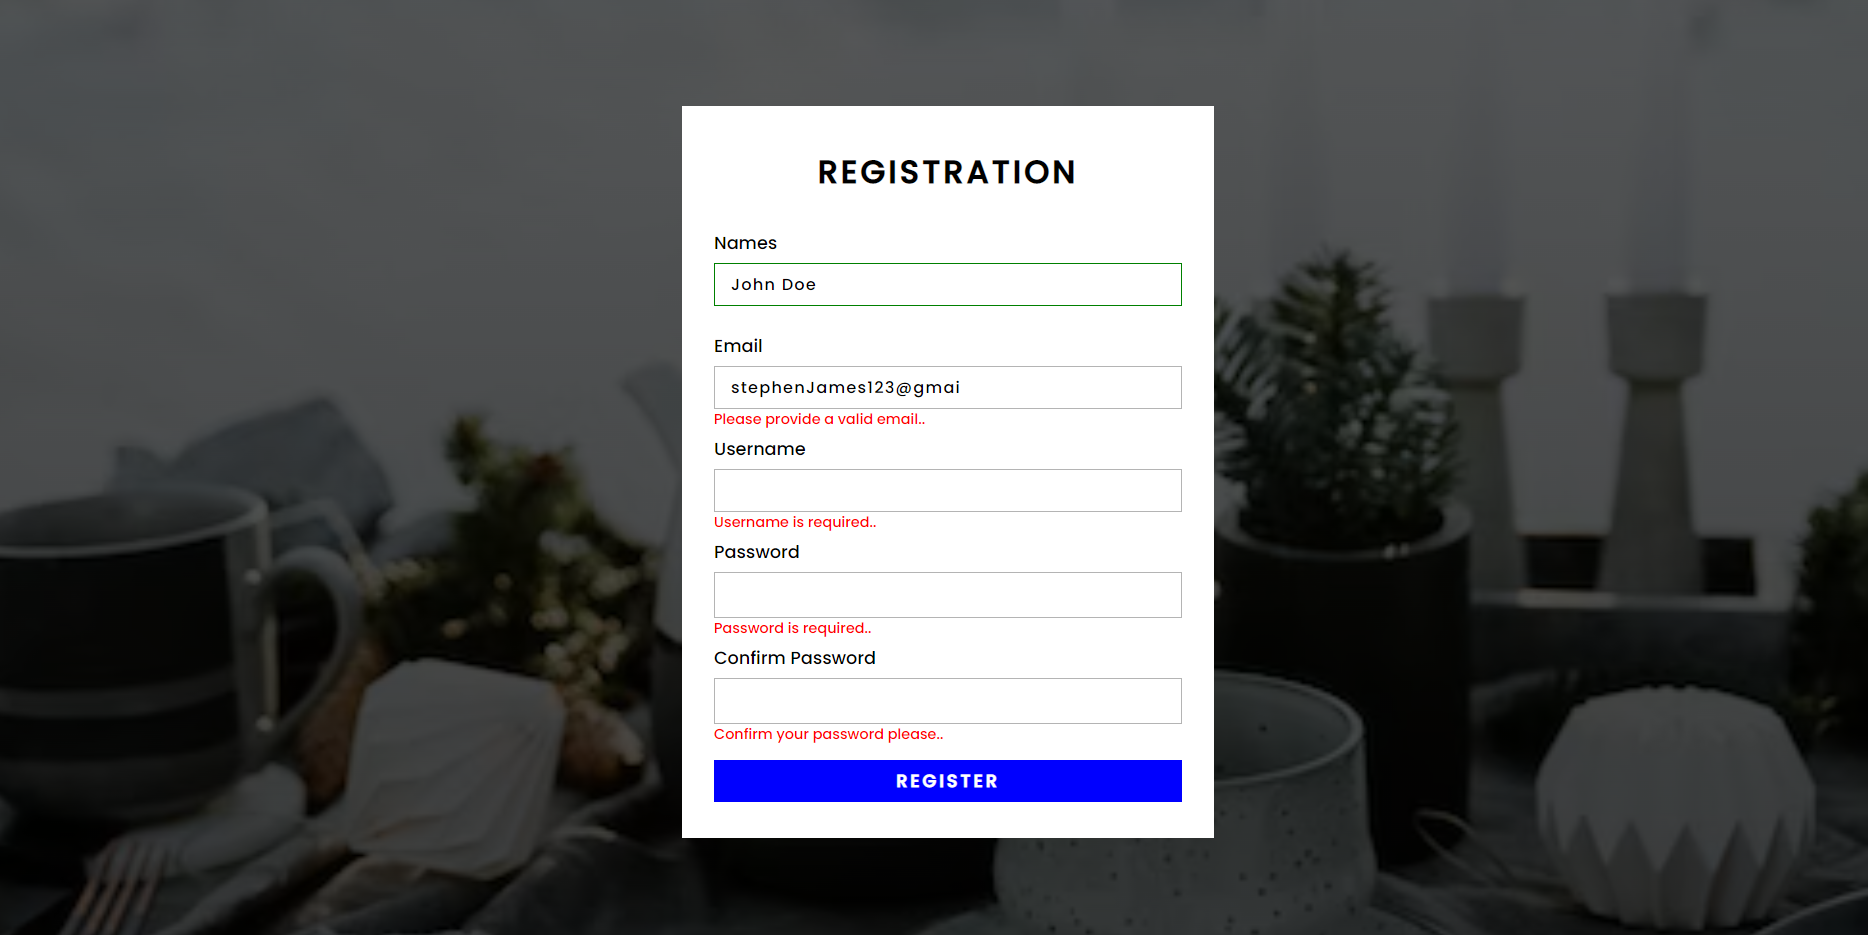 REGISTRATION
Names
John Doe
Email
stephenJames123@gmai
Please provide a valid email..
Username
Username is required..
Password
Password is required..
Confirm Password
Confirm your password please..
REGISTER